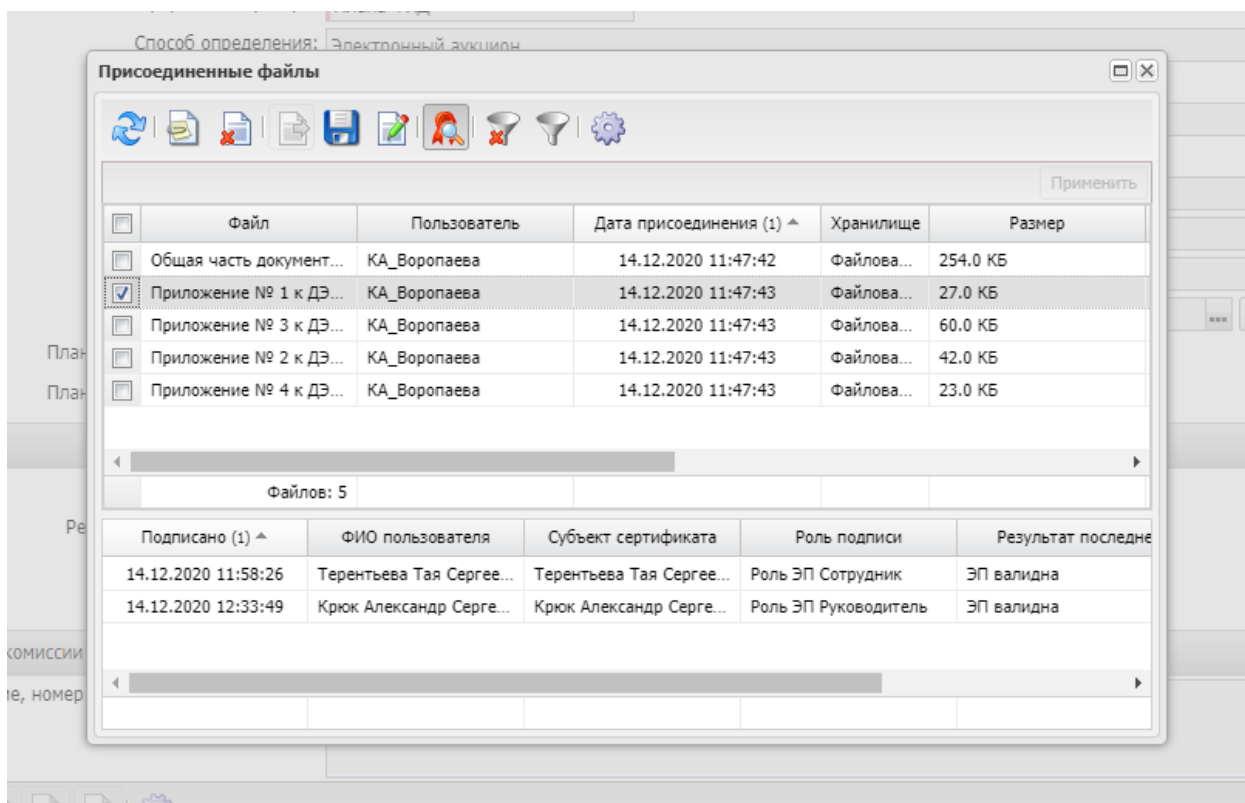 Способ определения: Электронный аукцион
Присоединенные файлы
Применить
Файл Пользователь Дата присоединения (1) Хранилище Размер
Общая часть документ... КА_Воропаева 14.12.2020 11:47:42 Файлова... 254.0 КБ
Приложение № 1 к ДЭ... КА_Воропаева 14.12.2020 11:47:43 Файлова... 27.0 КБ
Приложение № 3 к ДЭ... КА_Воропаева 14.12.2020 11:47:43 Файлова... 60.0 КБ
План
Приложение № 2 к ДЭ... КА_Воропаева 14.12.2020 11:47:43 Файлова... 42.0 КБ
План
Приложение № 4 к ДЭ... КА_Воропаева 14.12.2020 11:47:43 Файлова... 23.0 КБ
Файлов: 5
Ре
Подписано (1) ФИО пользователя Субъект сертификата Роль подписи Результат последне
14.12.2020 11:58:26 Терентьева Тая Сергее... Терентьева Тая Сергее... Роль ЭП Сотрудник ЭП валидна
14.12.2020 12:33:49 Крюк Александр Серге... Крюк Александр Серге... Роль ЭП Руководитель ЭП валидна
комиссии
ие, номер